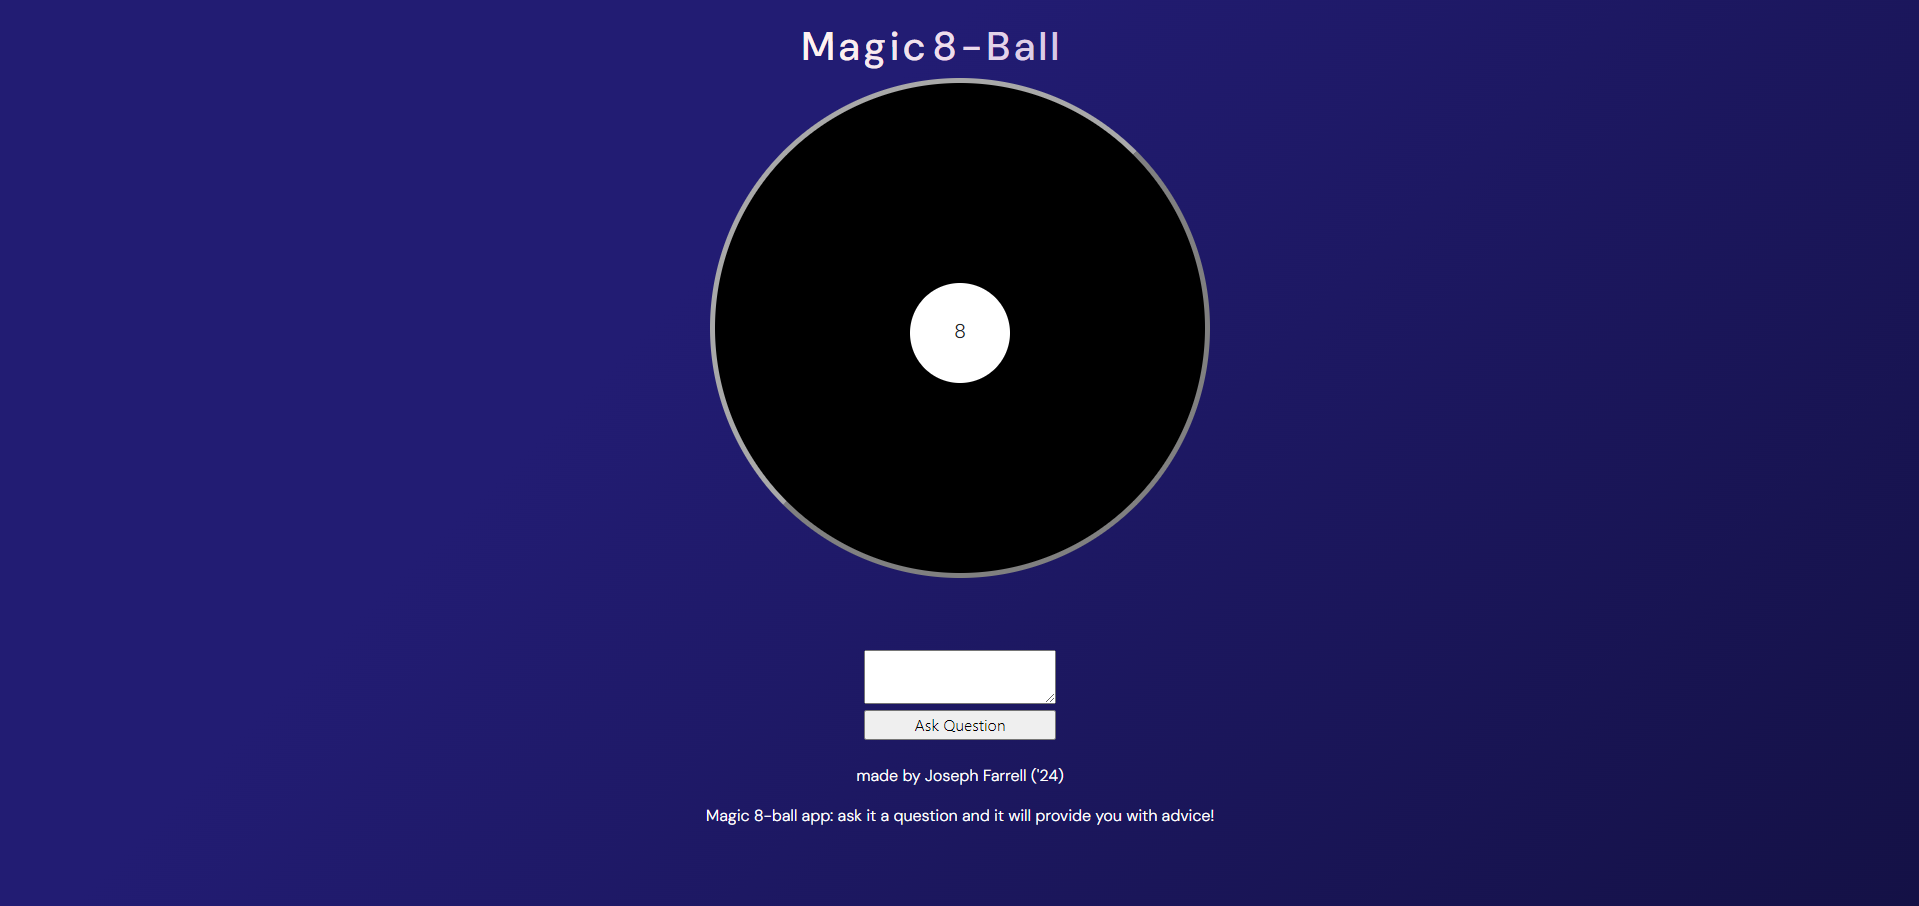 Magic 8-Ball
8
Ask Question
made by Joseph Farrell ('24)
Magic 8-ball app: ask it a question and it will provide you with advice!